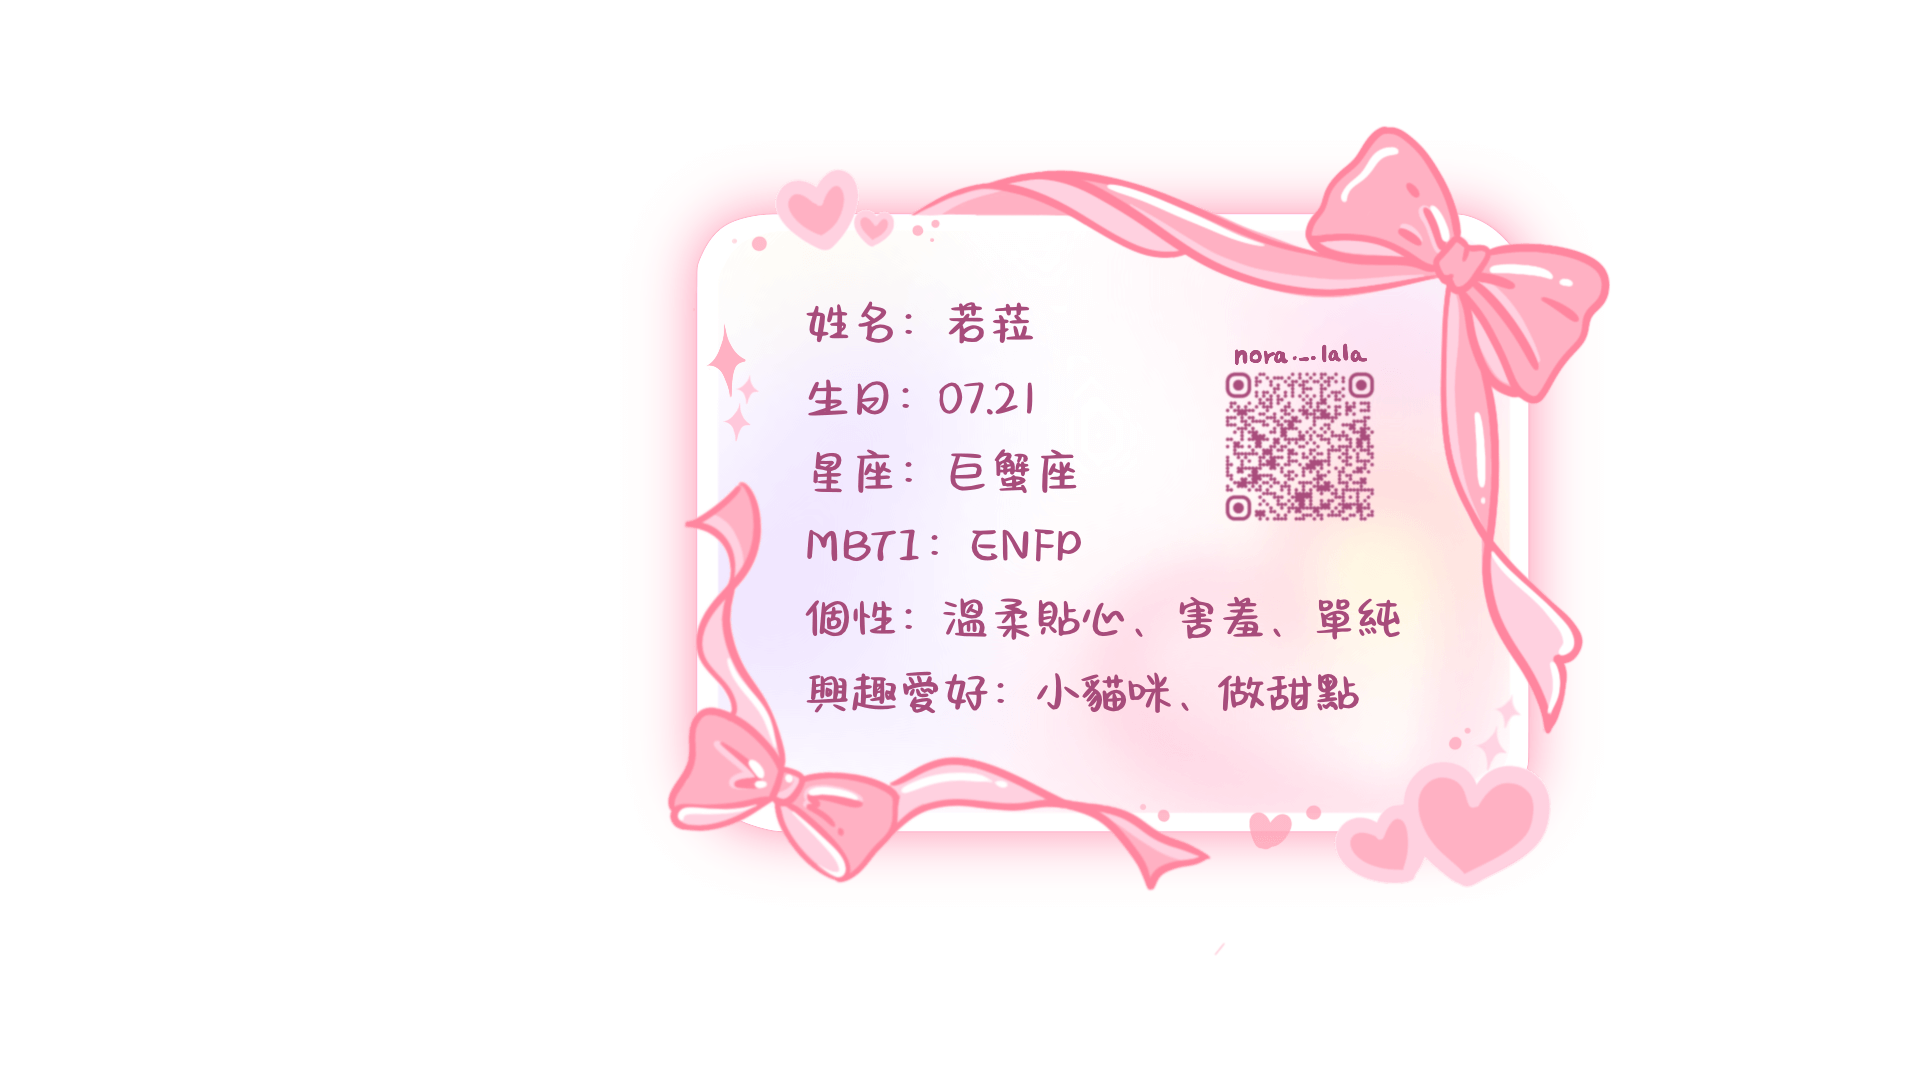 姓名：若菈
nora._.lala
生日：07.21
星座：巨蟹座
MBTI：ENFP
個性：溫柔貼心、害羞、單純
興趣愛好：小貓咪、做甜點